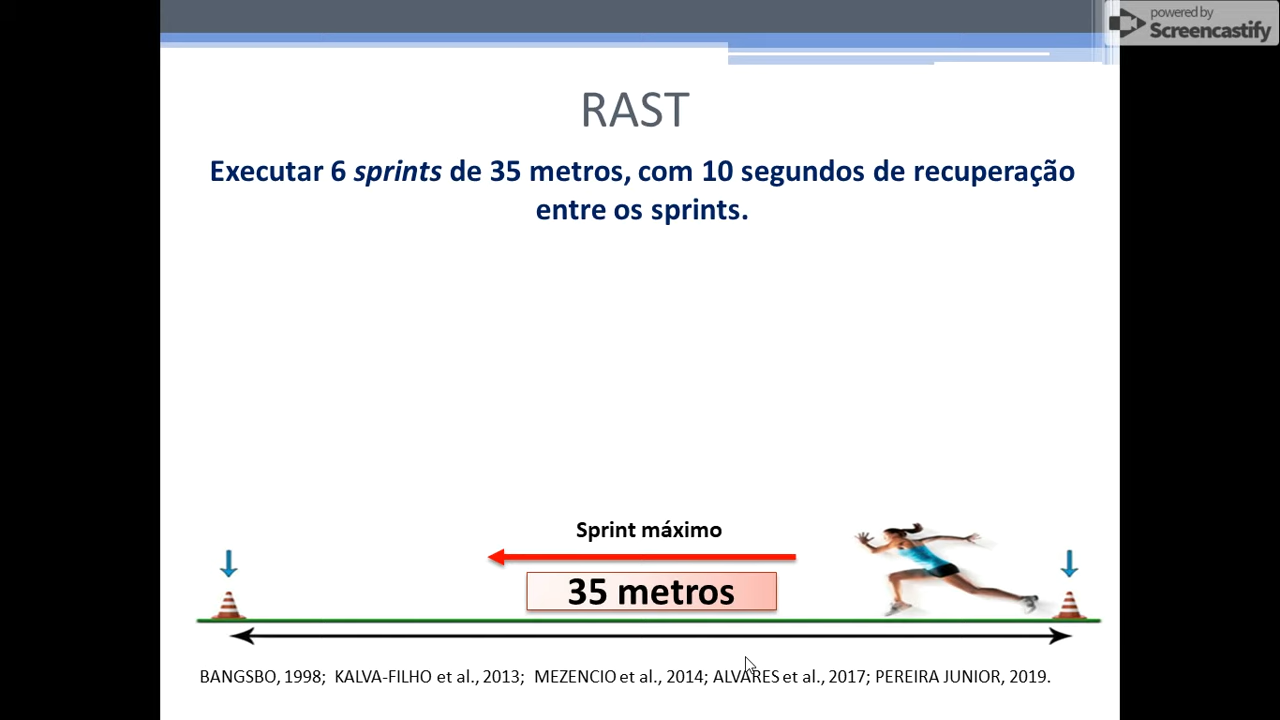 powered by
Screencastify
RAST
Executar 6 sprints de 35 metros, com 10 segundos de recuperação
entre os sprints.
Sprint máximo
35 metros
BANGSBO, 1998; KALVA-FILHO et al., 2013; MEZENCIO et al., 2014; ALVARES et al., 2017; PEREIRA JUNIOR, 2019.